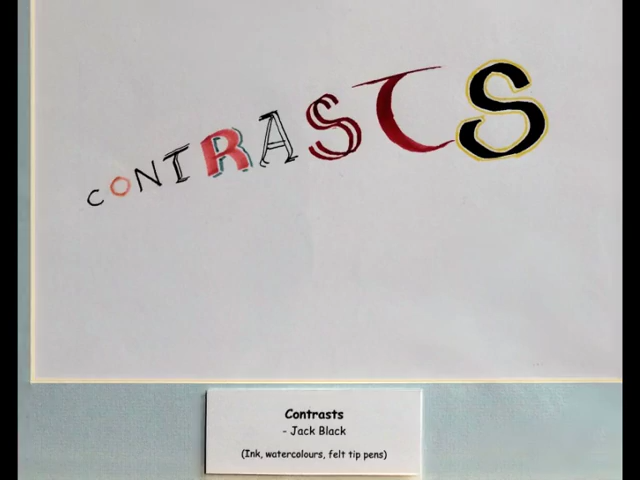 CONTRASTS
Contrasts
- Jack Black
(Ink, watercolours, felt tip pens)